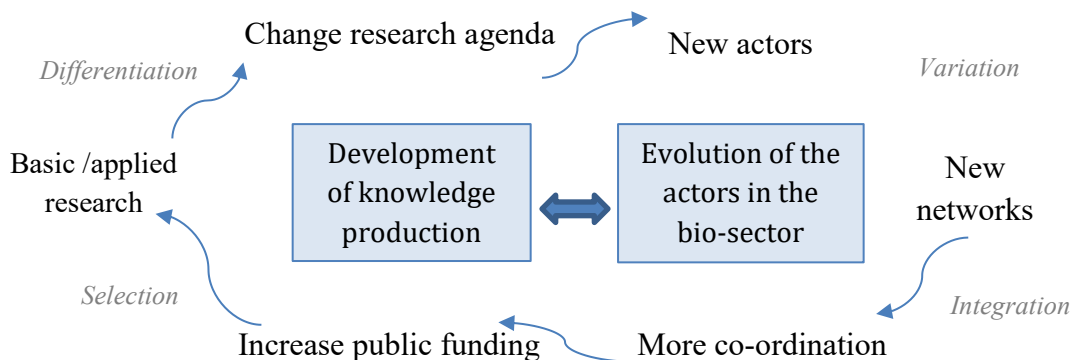 Change research agenda
New actors
Differentiation
Variation
Basic /applied
research
Development
of knowledge
production
Evolution of the
actors in the
bio-sector
New
networks
Selection
Integration
Increase public funding
More co-ordination